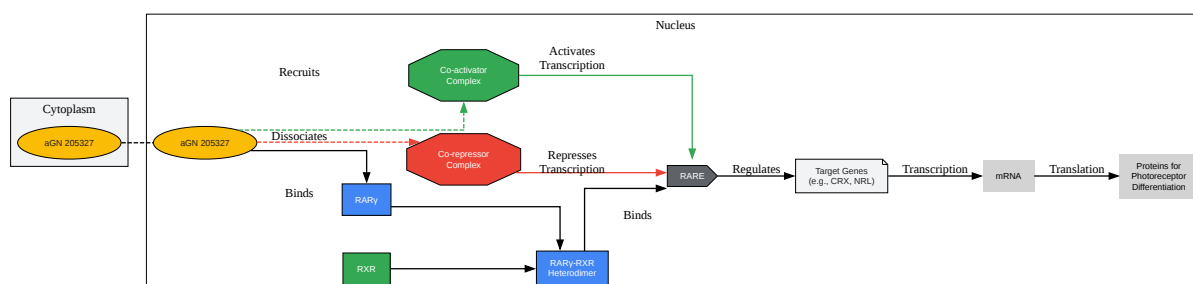 Nucleus
Activates
Transcription
Recruits
Co-activator
Complex
Cytoplasm
aGN 205327
aGN 205327
Dissociates
Co-repressor
Complex
Represses
Transcription
RARE
Regulates
Target Genes
(e.g., CRX, NRL)
Transcription
mRNA
Translation
Proteins for
Photoreceptor
Differentiation
Binds
RARγ
Binds
RXR
RARγ-RXR
Heterodimer